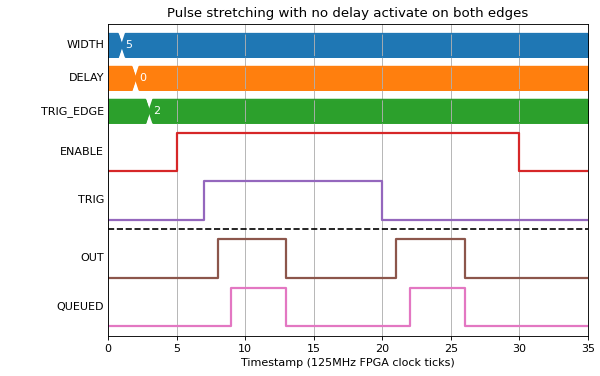 Pulse stretching with no delay activate on both edges
WIDTH 5
DELAY 0
TRIG_EDGE 2
ENABLE
TRIG
OUT
QUEUED
0 5 10 15 20 25 30 35
Timestamp (125MHz FPGA clock ticks)